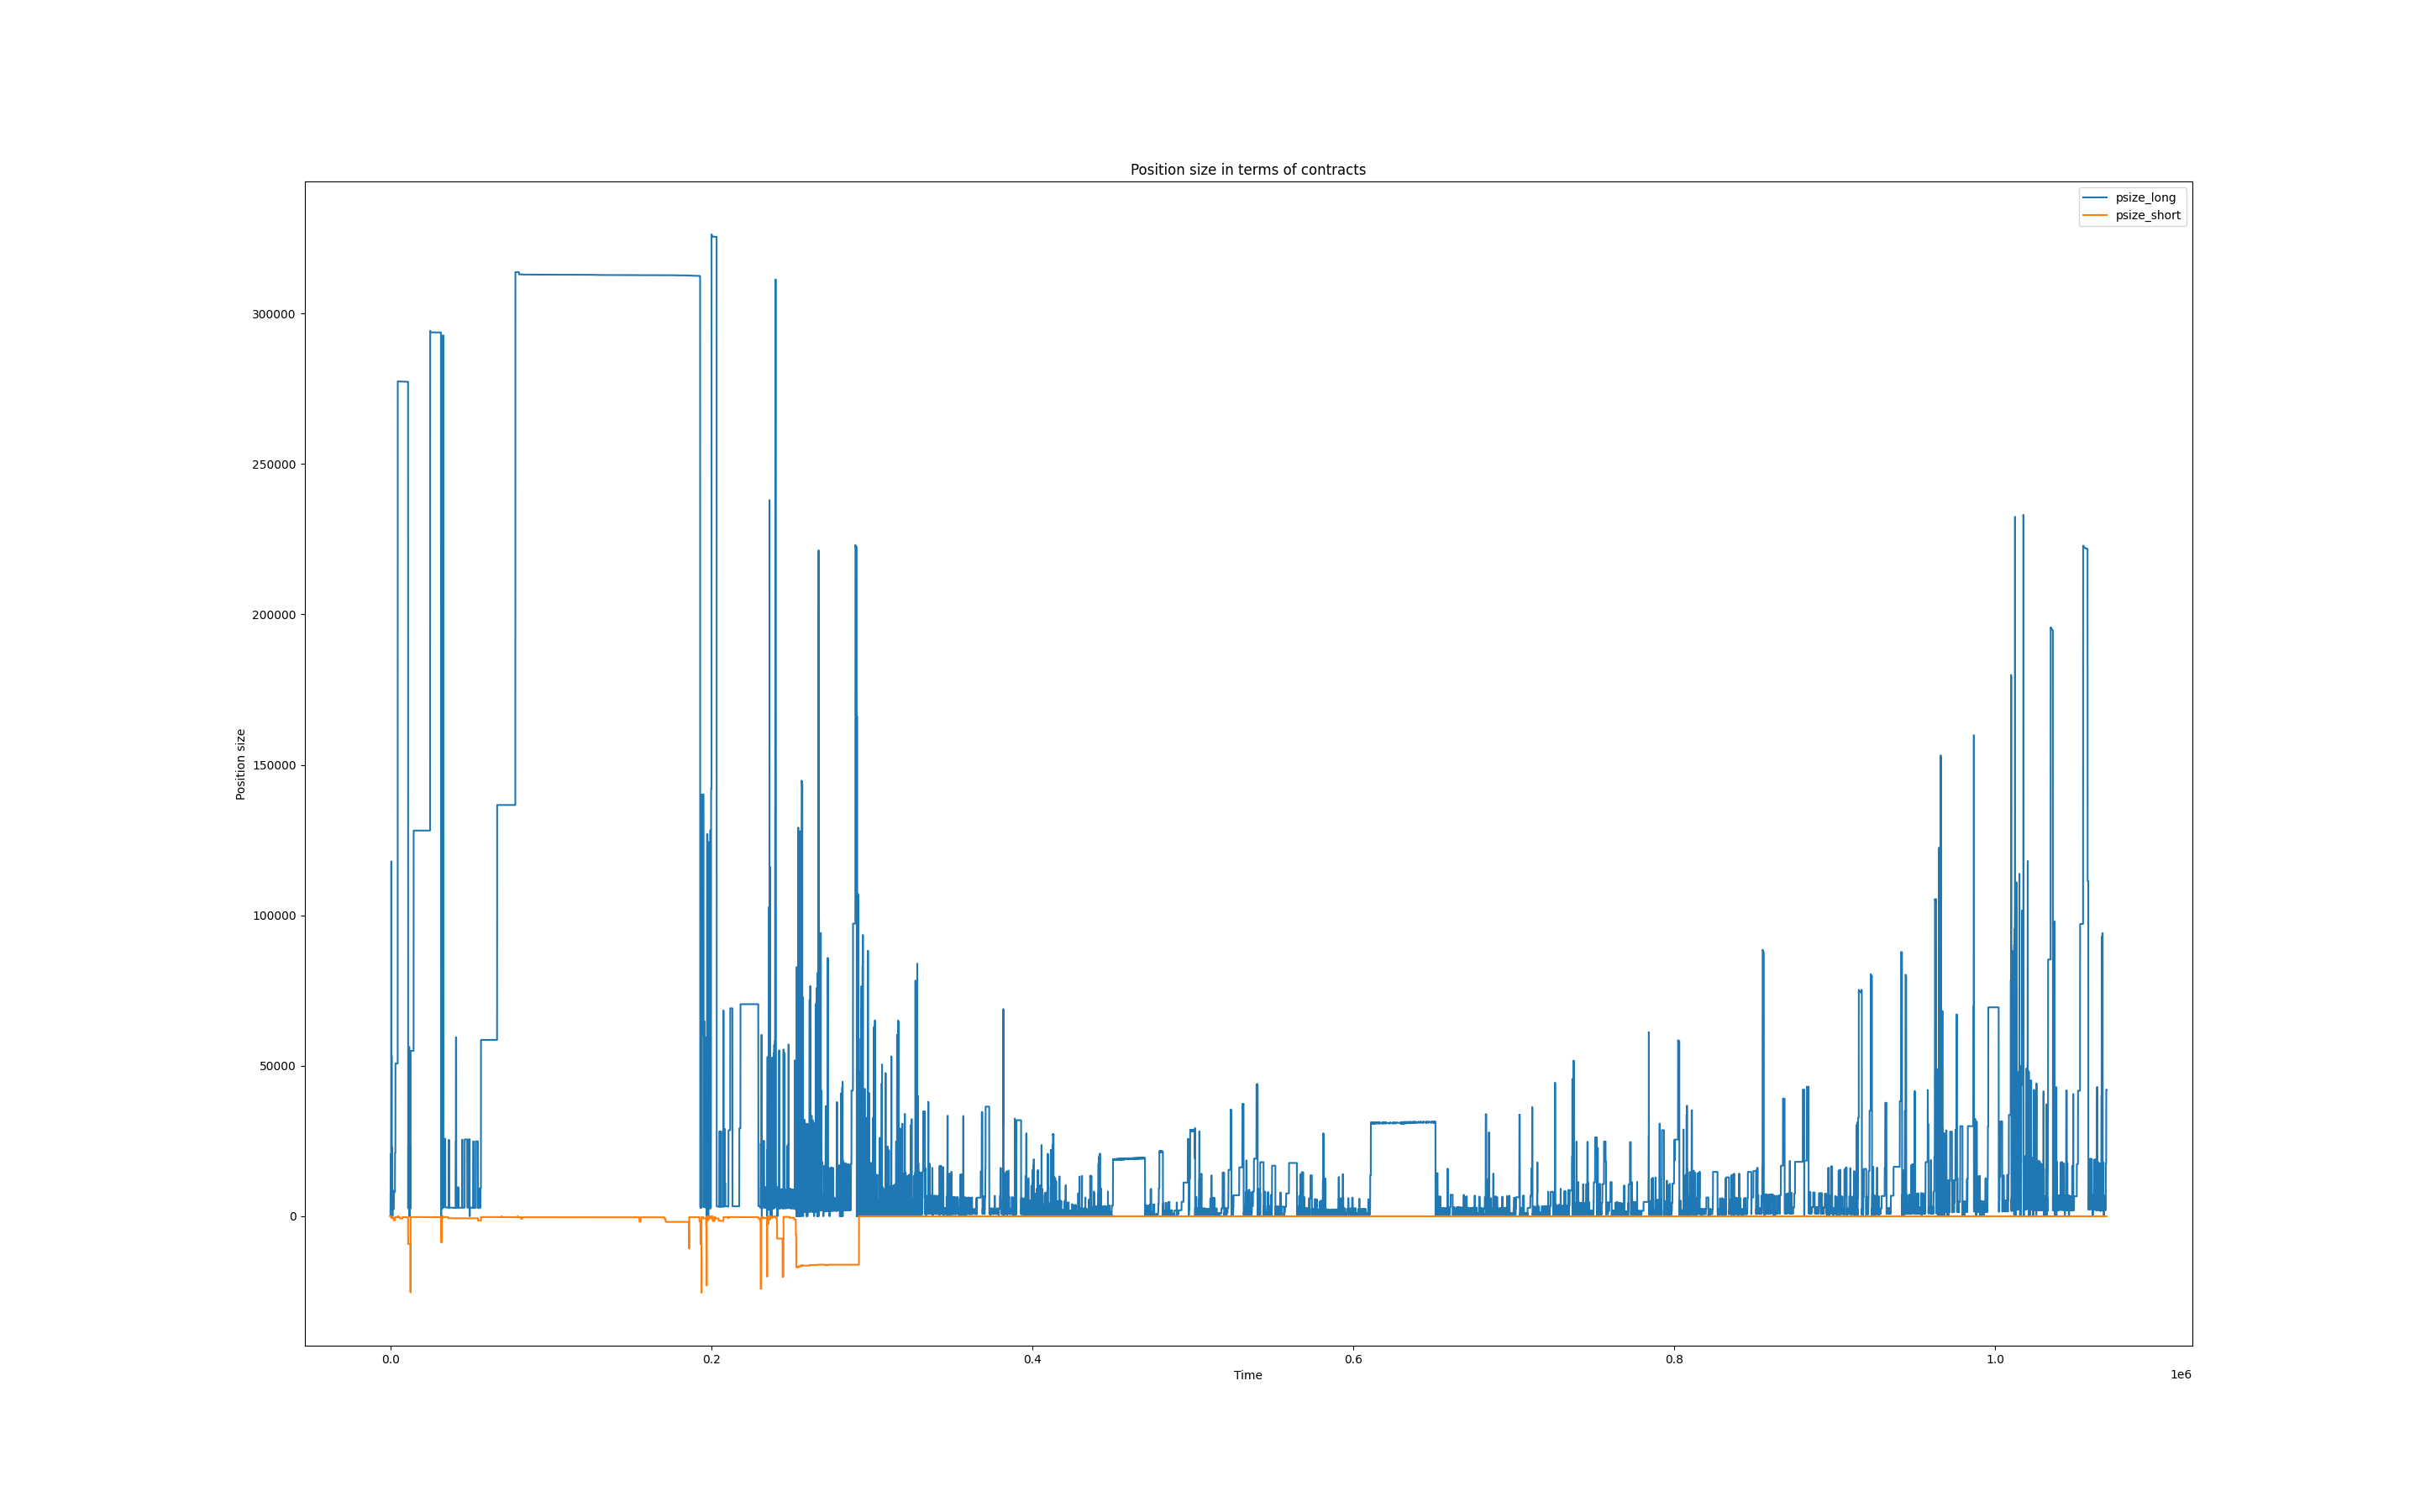 Position size in terms of contracts
psize_long
psize_short
Position size
300000
250000
200000
150000
100000
50000
0
0.0 0.2 0.4 0.6 0.8 1.0
Time
1e6